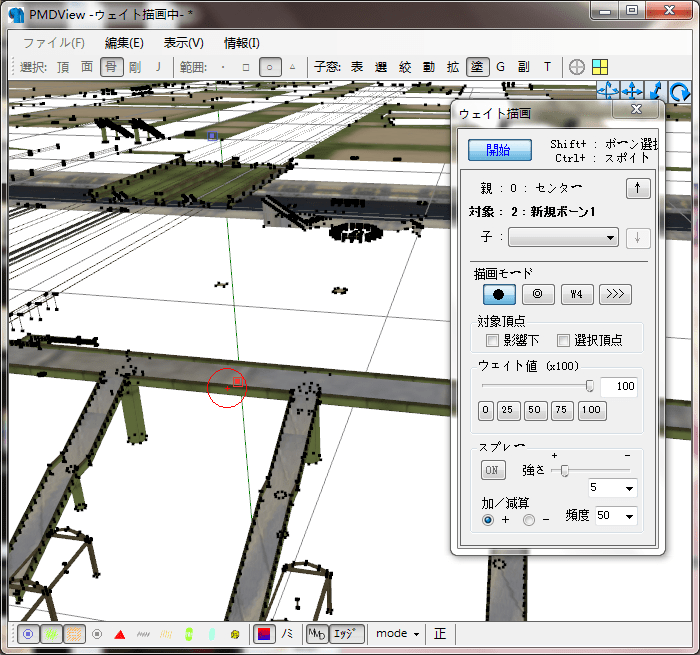 PMDView -ウェイト描画中- *
ファイル(F) 編集(E) 表示(V) 情報(I)
選択: 頂 面 骨 剛 J 範囲: 子窓: 表 選 絞 動 拡 塗 G 副 T
ウェイト描画
開始 Shift+ : ボーン選択
Ctrl+ : スポイト
親 : 0 : センター ↑
対象 : 2 : 新規ボーン1
子 : ↓
描画モード
● ◎ W4 >>>
対象頂点
影響下 選択頂点
ウェイト値 (x100)
100
0 25 50 75 100
スプレー
ON 強さ + -
5
加/減算
+ - 頻度 50
ノミ MMD エッジ mode 正